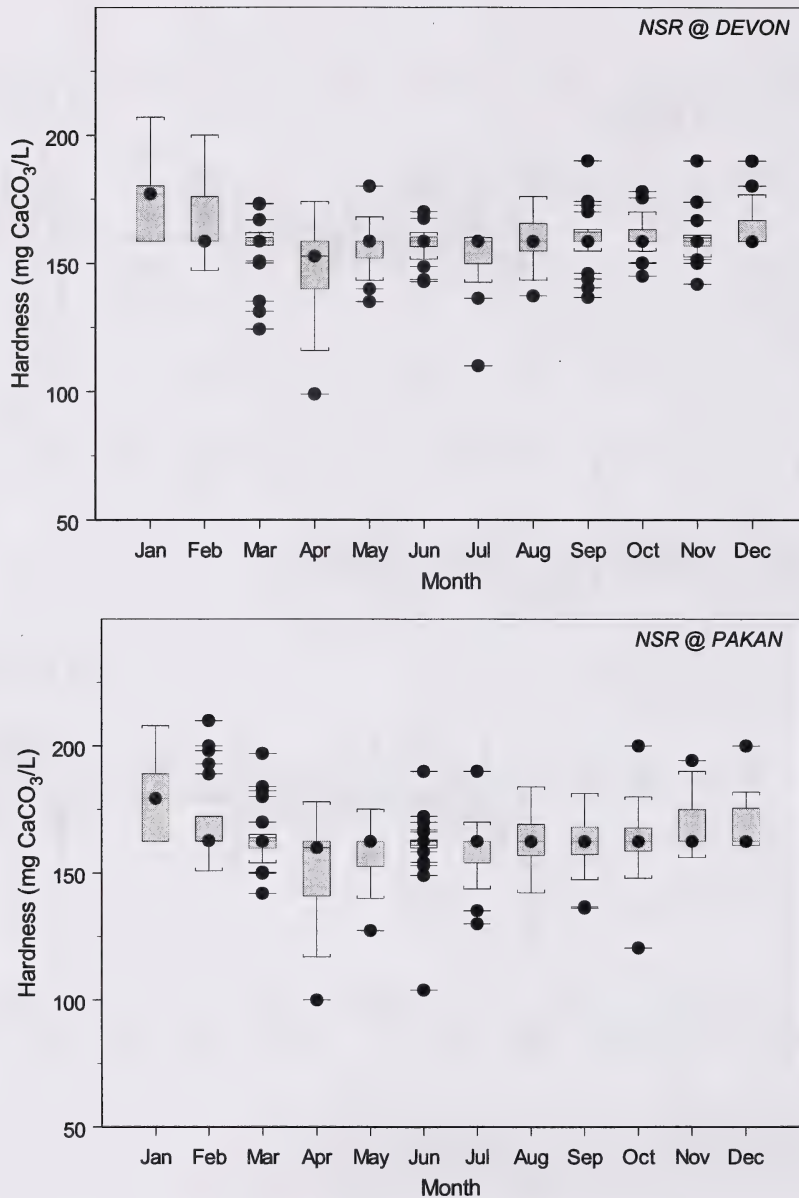 NSR @ DEVON
Hardness (mg CaCO₃/L)
200
150
100
50
Jan Feb Mar Apr May Jun Jul Aug Sep Oct Nov Dec
Month
NSR @ PAKAN
Hardness (mg CaCO₃/L)
200
150
100
50
Jan Feb Mar Apr May Jun Jul Aug Sep Oct Nov Dec
Month